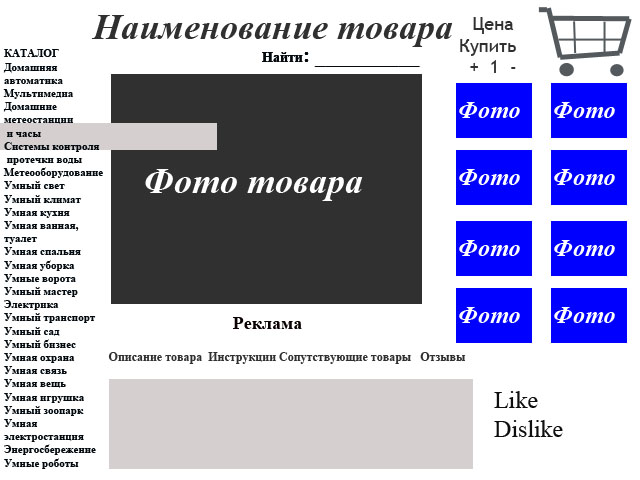 Наименование товара
Цена
Купить
+ 1 -
Найти: ____________
КАТАЛОГ
Домашняя
автоматика
Мультимедиа
Домашние
метеостанции
и часы
Системы контроля
протечки воды
Метеооборудование
Умный свет
Умный климат
Умная кухня
Умная ванная,
туалет
Умная спальня
Умная уборка
Умные ворота
Умный мастер
Электрика
Умный транспорт
Умный сад
Умный бизнес
Умная охрана
Умная связь
Умная вещь
Умная игрушка
Умный зоопарк
Умная
электростанция
Энергосбережение
Умные роботы
Фото товара
Фото Фото
Фото Фото
Фото Фото
Фото Фото
Реклама
Описание товара Инструкции Сопутствующие товары Отзывы
Like
Dislike